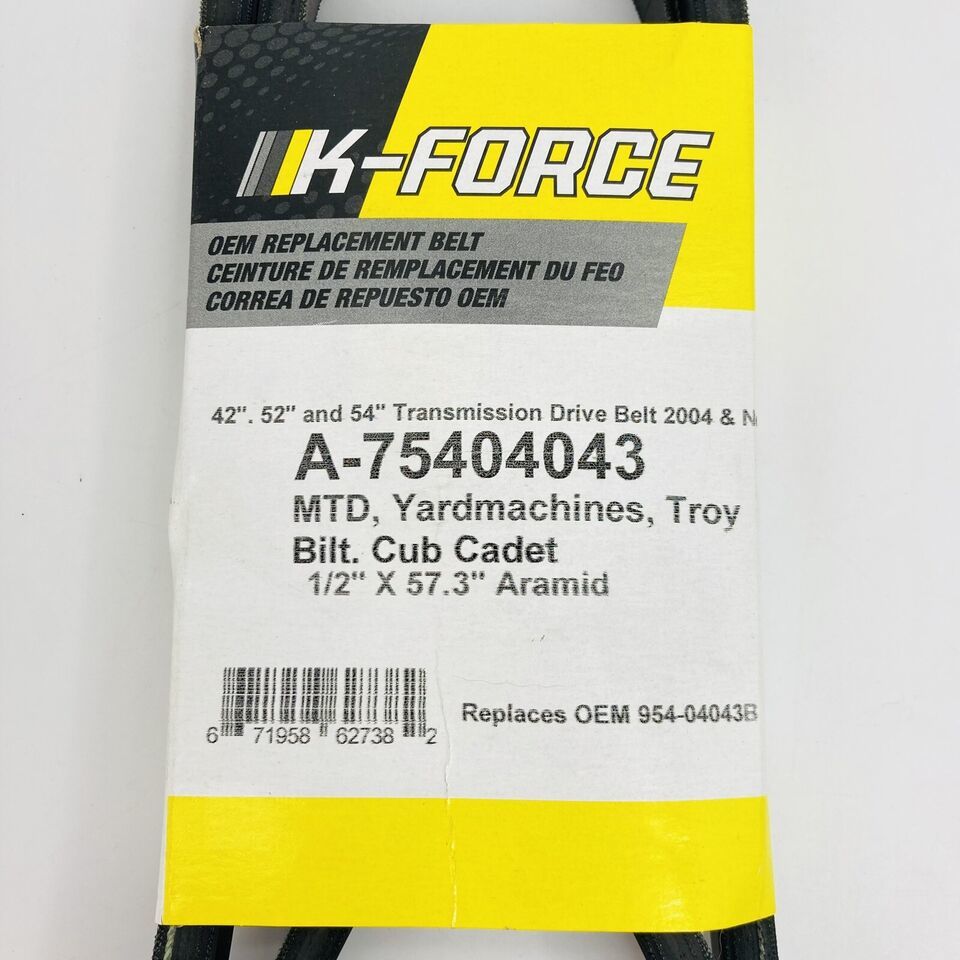 K-FORCE
OEM REPLACEMENT BELT
CEINTURE DE REMPLACEMENT DU FEO
CORREA DE REPUESTO OEM
42". 52" and 54" Transmission Drive Belt 2004 &
A-75404043
MTD, Yardmachines, Troy
Bilt. Cub Cadet
1/2" X 57.3" Aramid
Replaces OEM 954-04043B
6 71958 62738 2